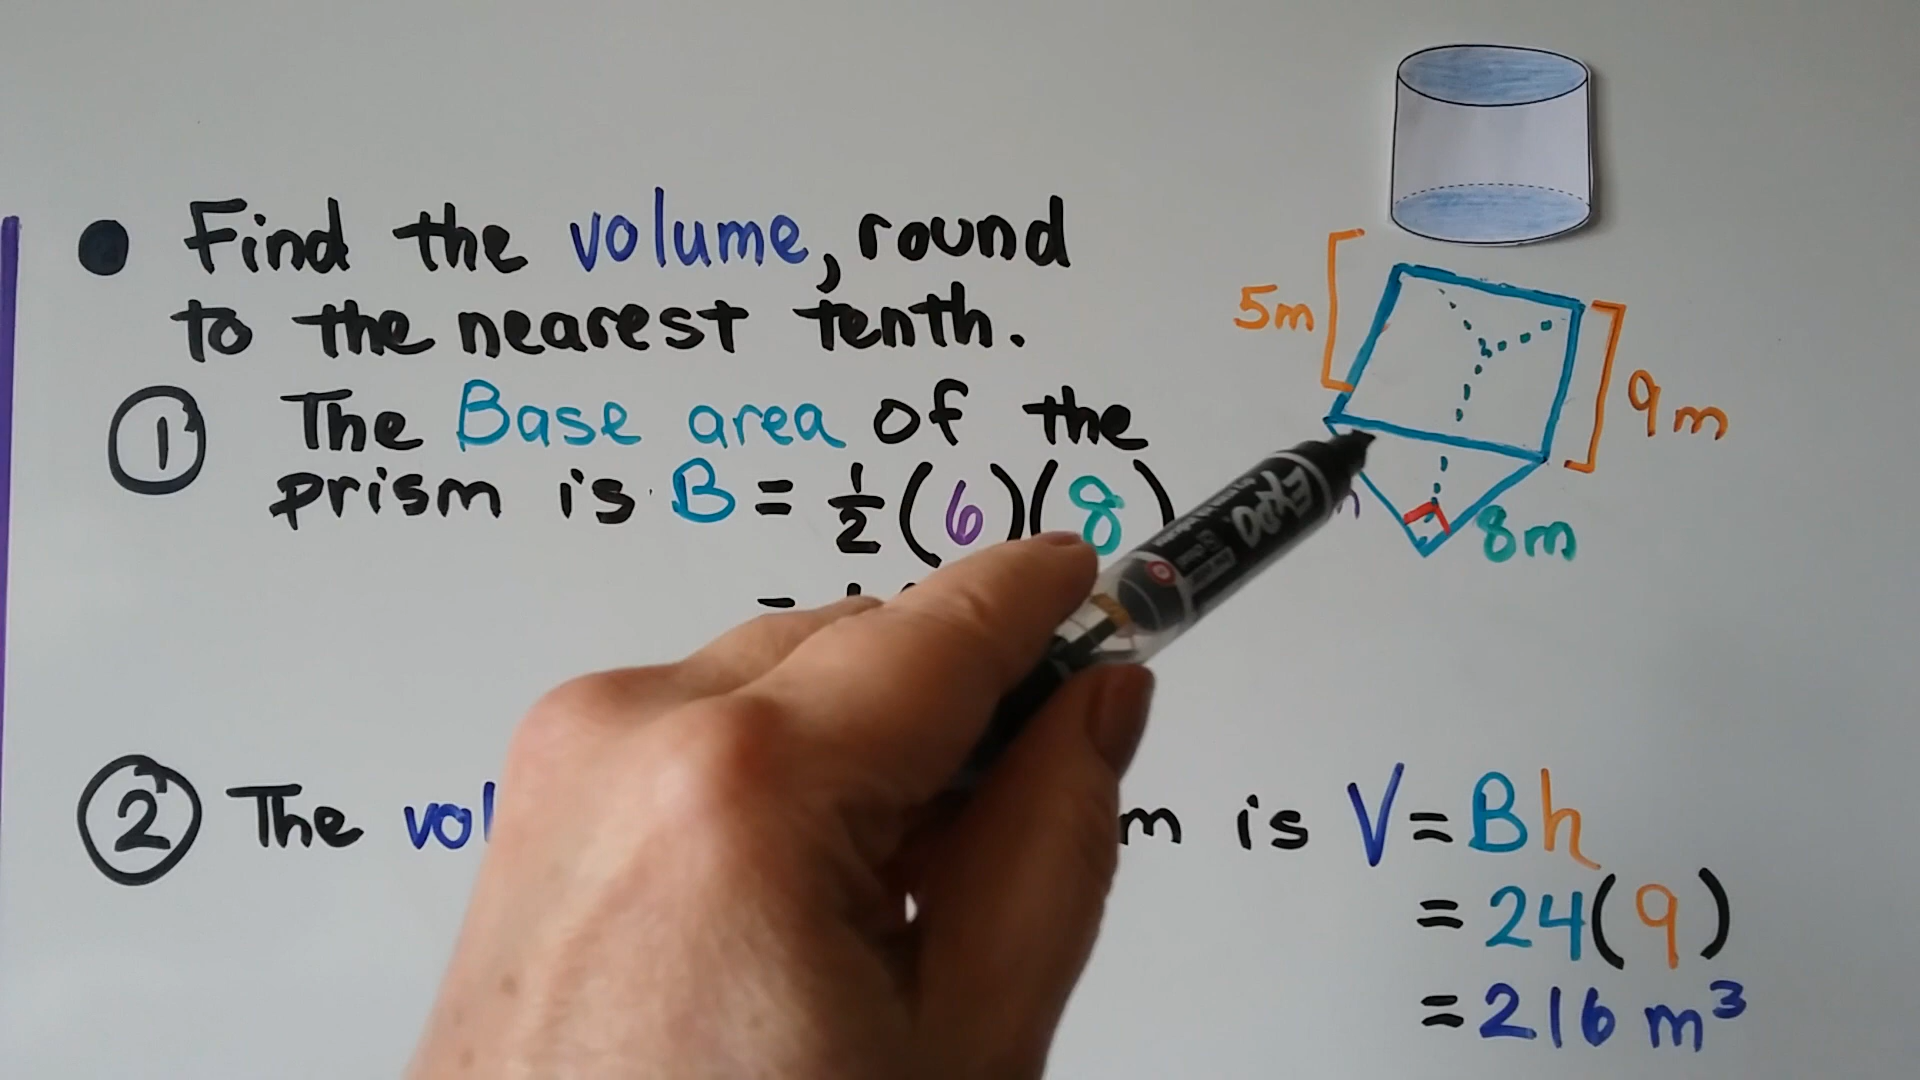 Find the volume, round
to the nearest tenth.
① The Base area of the
prism is B = ½(6)(8)
=
② The vol m is V = Bh
= 24(9)
= 216 m³
5m
9m
8m
EXPO